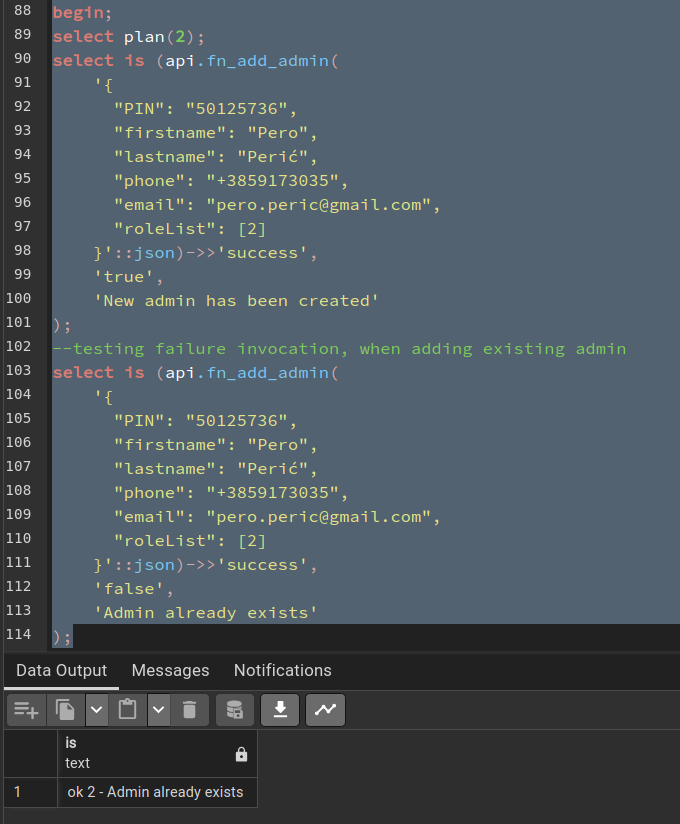 88 begin;
89 select plan(2);
90 select is (api.fn_add_admin(
91 '{
92 "PIN": "50125736",
93 "firstname": "Pero",
94 "lastname": "Perić",
95 "phone": "+3859173035",
96 "email": "pero.peric@gmail.com",
97 "roleList": [2]
98 }'::json)->>'success',
99 'true',
100 'New admin has been created'
101 );
102 --testing failure invocation, when adding existing admin
103 select is (api.fn_add_admin(
104 '{
105 "PIN": "50125736",
106 "firstname": "Pero",
107 "lastname": "Perić",
108 "phone": "+3859173035",
109 "email": "pero.peric@gmail.com",
110 "roleList": [2]
111 }'::json)->>'success',
112 'false',
113 'Admin already exists'
114 );
Data Output Messages Notifications
is
text
1 ok 2 - Admin already exists